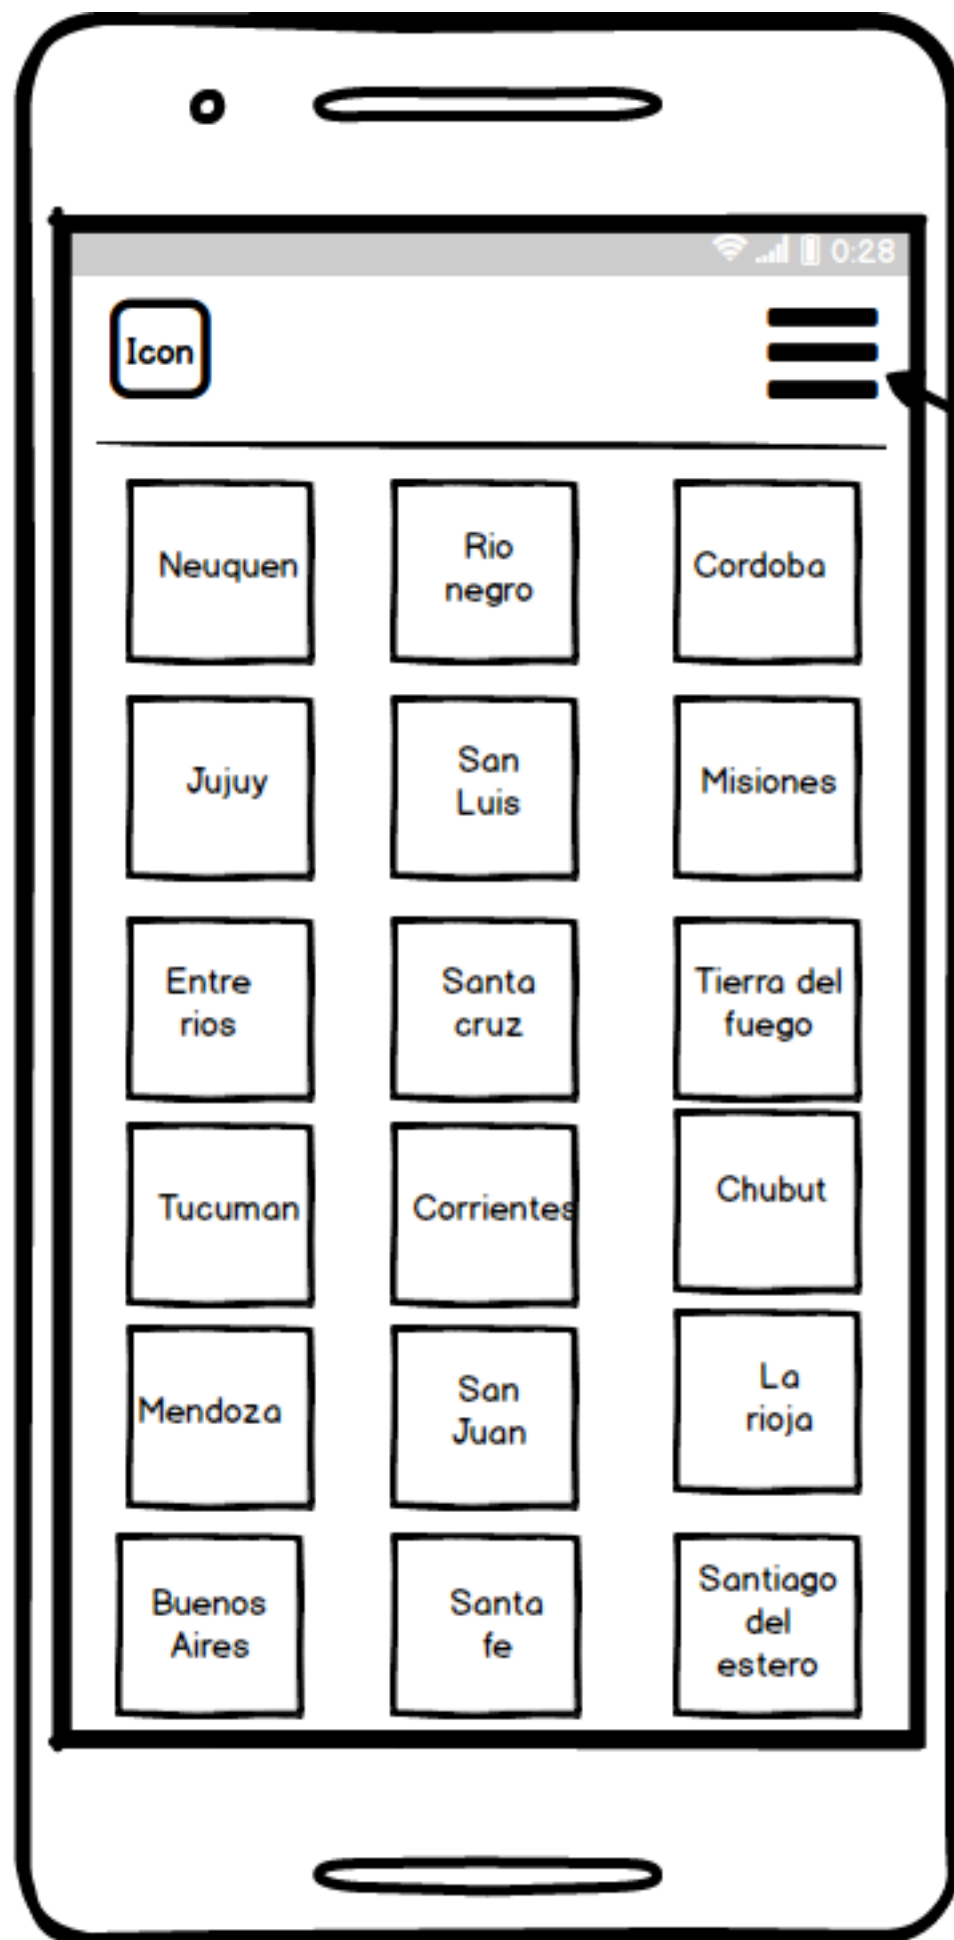 0:28
Icon
Neuquen
Rio
negro
Cordoba
Jujuy
San
Luis
Misiones
Entre
rios
Santa
cruz
Tierra del
fuego
Tucuman
Corrientes
Chubut
Mendoza
San
Juan
La
rioja
Buenos
Aires
Santa
fe
Santiago
del
estero